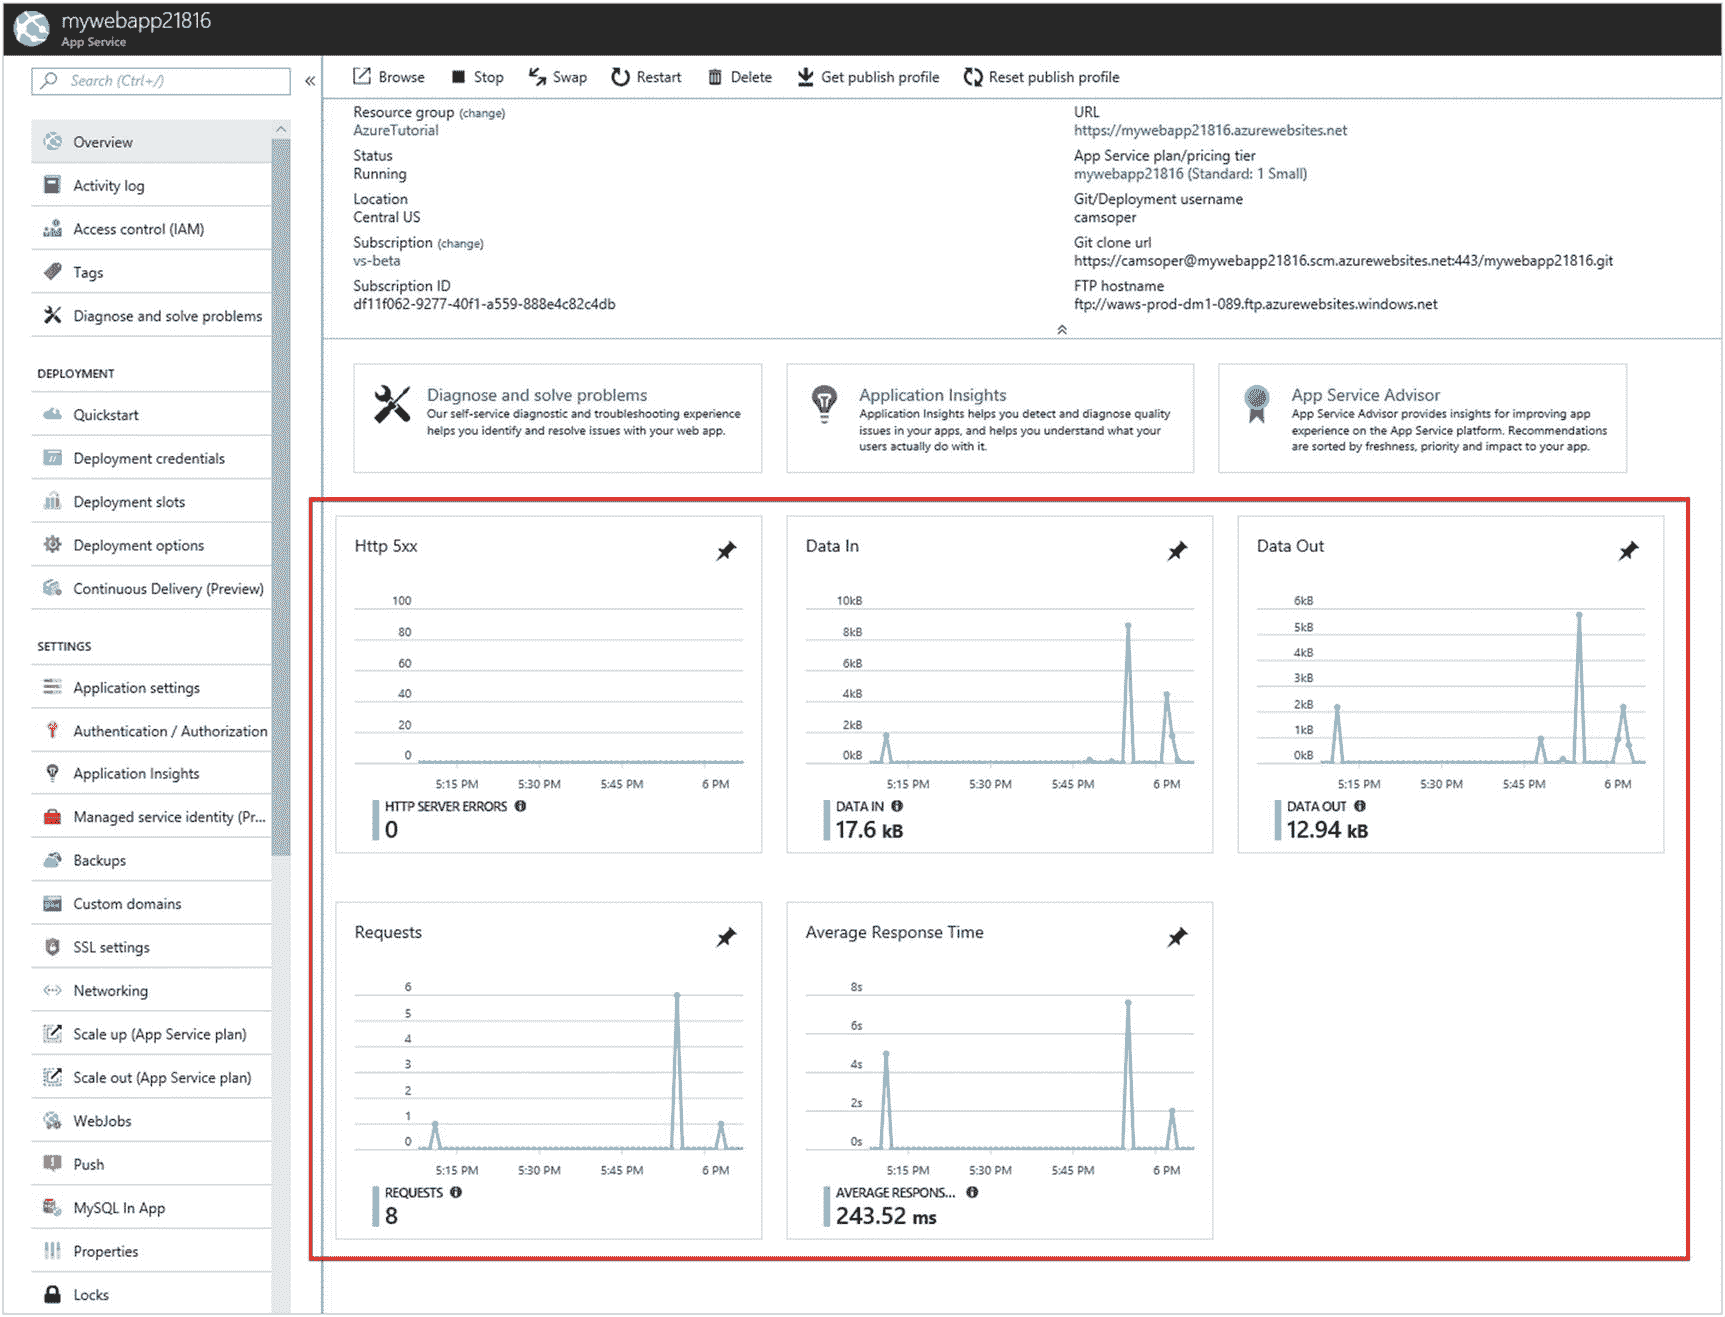 mywebapp21816
App Service
Search (Ctrl+/)
«
Overview
Activity log
Access control (IAM)
Tags
Diagnose and solve problems
DEPLOYMENT
Quickstart
Deployment credentials
Deployment slots
Deployment options
Continuous Delivery (Preview)
SETTINGS
Application settings
Authentication / Authorization
Application Insights
Managed service identity (Pr...
Backups
Custom domains
SSL settings
Networking
Scale up (App Service plan)
Scale out (App Service plan)
WebJobs
Push
MySQL In App
Properties
Locks
Browse Stop Swap Restart Delete Get publish profile Reset publish profile
Resource group (change)
AzureTutorial
Status
Running
Location
Central US
Subscription (change)
vs-beta
Subscription ID
df11f062-9277-40f1-a559-888e4c82c4db
URL
https://mywebapp21816.azurewebsites.net
App Service plan/pricing tier
mywebapp21816 (Standard: 1 Small)
Git/Deployment username
camsoper
Git clone url
https://camsoper@mywebapp21816.scm.azurewebsites.net:443/mywebapp21816.git
FTP hostname
ftp://waws-prod-dm1-089.ftp.azurewebsites.windows.net
Diagnose and solve problems
Our self-service diagnostic and troubleshooting experience
helps you identify and resolve issues with your web app.
Application Insights
Application Insights helps you detect and diagnose quality
issues in your apps, and helps you understand what your
users actually do with it.
App Service Advisor
App Service Advisor provides insights for improving app
experience on the App Service platform. Recommendations
are sorted by freshness, priority and impact to your app.
Http 5xx
100
80
60
40
20
0
5:15 PM 5:30 PM 5:45 PM 6 PM
HTTP SERVER ERRORS
0
Data In
10kB
8kB
6kB
4kB
2kB
0kB
5:15 PM 5:30 PM 5:45 PM 6 PM
DATA IN
17.6 kB
Data Out
6kB
5kB
4kB
3kB
2kB
1kB
0kB
5:15 PM 5:30 PM 5:45 PM 6 PM
DATA OUT
12.94 kB
Requests
6
5
4
3
2
1
0
5:15 PM 5:30 PM 5:45 PM 6 PM
REQUESTS
8
Average Response Time
8s
6s
4s
2s
0s
5:15 PM 5:30 PM 5:45 PM 6 PM
AVERAGE RESPONS...
243.52 ms